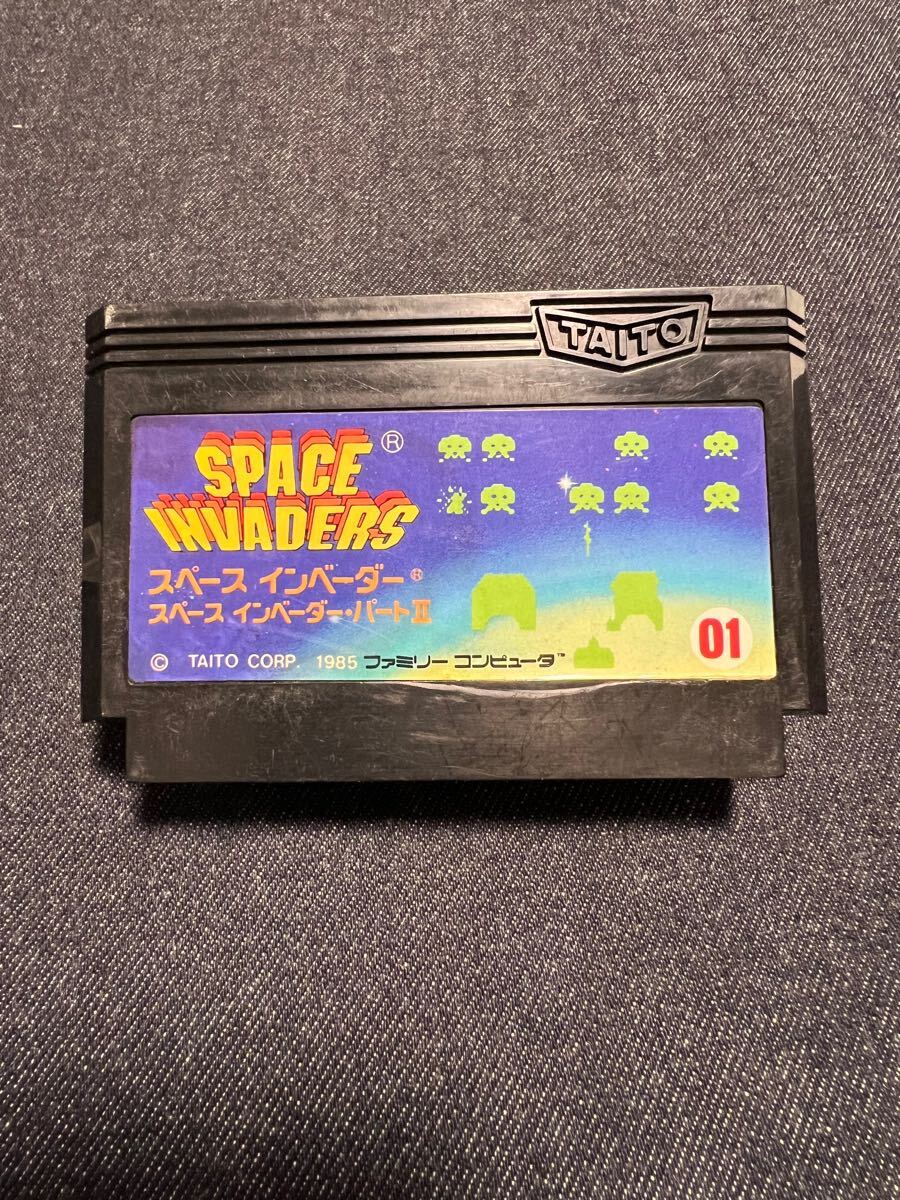 TAITO
SPACE ®
INVADERS
スペース インベーダー®
スペース インベーダー・パートII
© TAITO CORP. 1985 ファミリー コンピュータ™
01